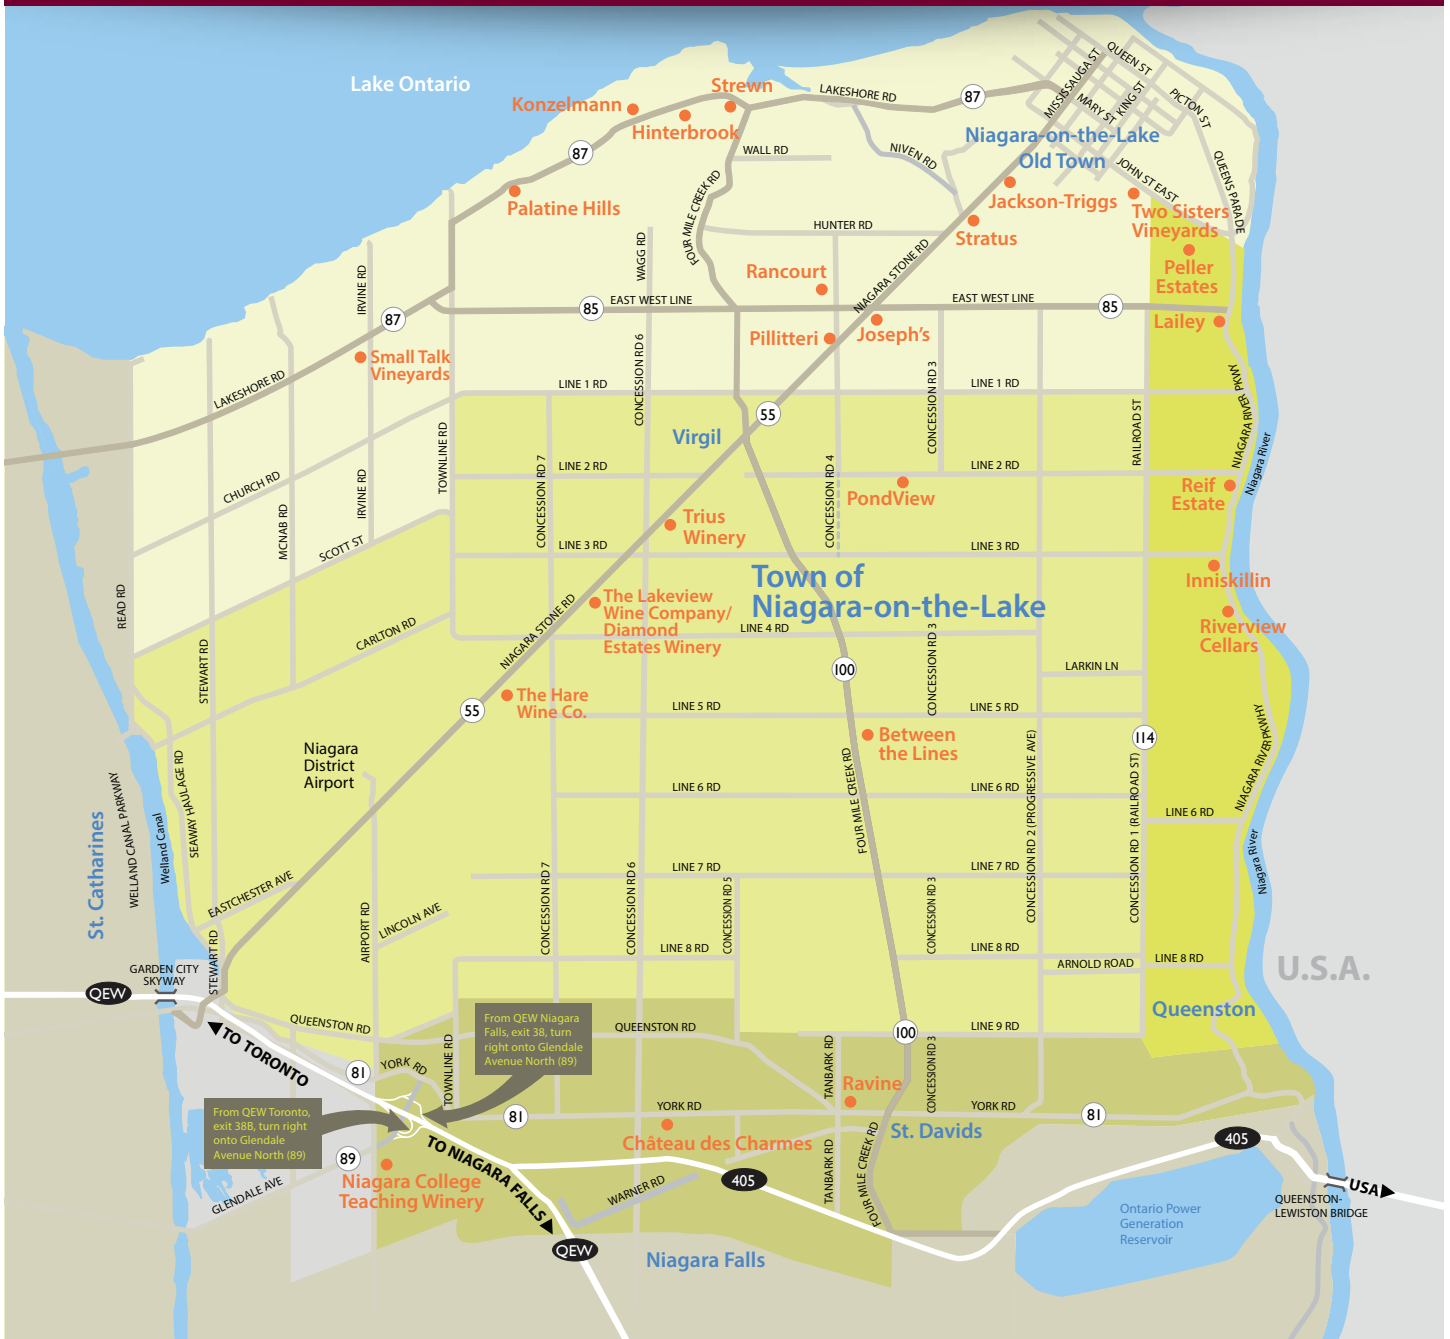 Lake Ontario
Strewn
Konzelmann
Hinterbrook
LAKESHORE RD
87
MISSISSAUGA ST
QUEEN ST
MARY ST
KING ST
PICTON ST
Niagara-on-the-Lake
Old Town
87
WALL RD
NIVEN RD
JOHN ST EAST
QUEENS PARADE
Palatine Hills
FOUR MILE CREEK RD
Jackson-Triggs
Two Sisters
Vineyards
HUNTER RD
Stratus
WAGG RD
IRVINE RD
Rancourt
NIAGARA STONE RD
Peller
Estates
85
EAST WEST LINE
EAST WEST LINE
85
87
Pillitteri
Joseph's
Lailey
Small Talk
Vineyards
LAKESHORE RD
CONCESSION RD 6
LINE 1 RD
CONCESSION RD 3
LINE 1 RD
NIAGARA RIVER PKWY
55
Virgil
RAILROAD ST
TOWNLINE RD
CONCESSION RD 7
LINE 2 RD
CONCESSION RD 4
LINE 2 RD
Niagara River
CHURCH RD
IRVINE RD
MCNAB RD
PondView
Reif
Estate
SCOTT ST
Trius
Winery
LINE 3 RD
LINE 3 RD
Town of
Niagara-on-the-Lake
Inniskillin
READ RD
The Lakeview
Wine Company/
Diamond
Estates Winery
NIAGARA STONE RD
LINE 4 RD
Riverview
Cellars
CARLTON RD
STEWART RD
100
CONCESSION RD 3
LARKIN LN
The Hare
Wine Co.
55
LINE 5 RD
LINE 5 RD
Between
the Lines
114
NIAGARA RIVER PKWHY
Niagara
District
Airport
FOUR MILE CREEK RD
CONCESSION RD 2 (PROGRESSIVE AVE)
CONCESSION RD 1 (RAILROAD ST)
LINE 6 RD
LINE 6 RD
LINE 6 RD
St. Catharines
WELLAND CANAL PARKWAY
Welland Canal
SEAWAY HAULAGE RD
Niagara River
EASTCHESTER AVE
LINE 7 RD
LINE 7 RD
CONCESSION RD 7
CONCESSION RD 6
CONCESSION RD 5
CONCESSION RD 3
AIRPORT RD
LINCOLN AVE
STEWART RD
LINE 8 RD
LINE 8 RD
ARNOLD ROAD
LINE 8 RD
GARDEN CITY
SKYWAY
QEW
U.S.A.
Queenston
TO TORONTO
QUEENSTON RD
From QEW Niagara
Falls, exit 38, turn
right onto Glendale
Avenue North (89)
QUEENSTON RD
100
LINE 9 RD
81
YORK RD
TOWNLINE RD
TANBARK RD
CONCESSION RD 3
Ravine
From QEW Toronto,
exit 38B, turn right
onto Glendale
Avenue North (89)
81
YORK RD
YORK RD
81
89
TO NIAGARA FALLS
Château des Charmes
St. Davids
405
Niagara College
Teaching Winery
GLENDALE AVE
WARNER RD
405
TANBARK RD
FOUR MILE CREEK RD
USA
QUEENSTON-
LEWISTON BRIDGE
Ontario Power
Generation
Reservoir
QEW
Niagara Falls